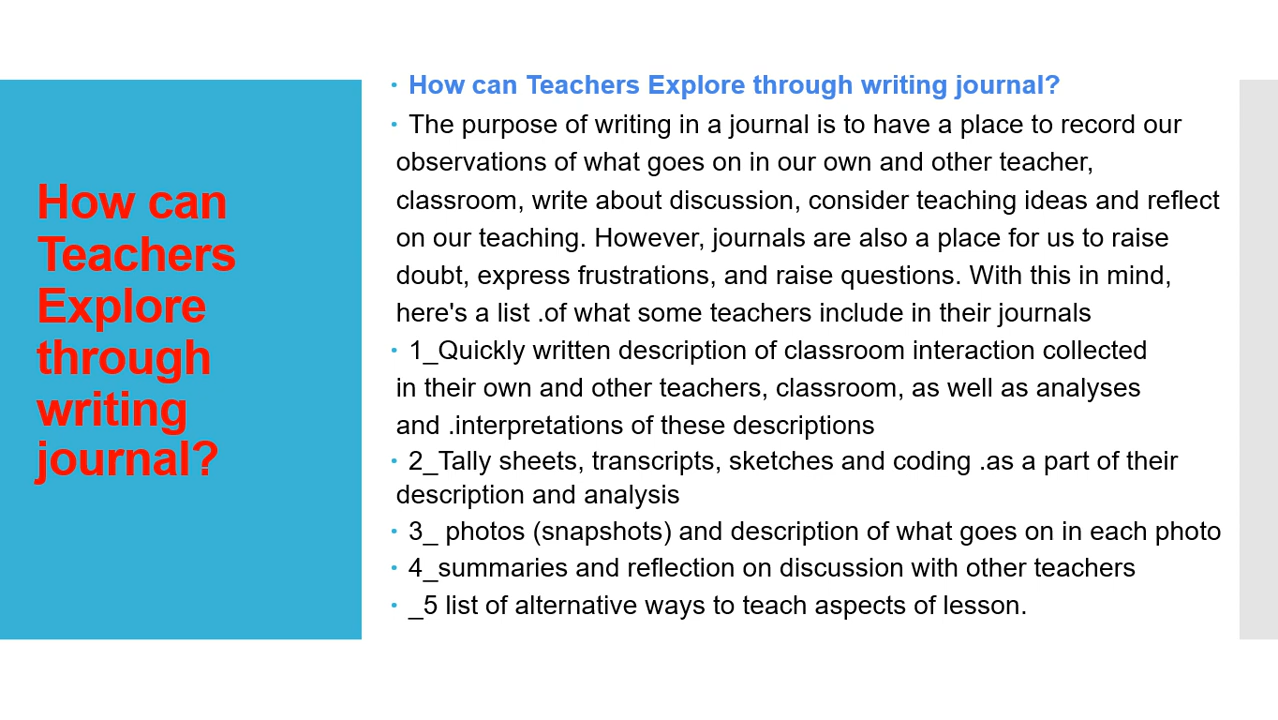 How can
Teachers
Explore
through
writing
journal?
• How can Teachers Explore through writing journal?
• The purpose of writing in a journal is to have a place to record our
observations of what goes on in our own and other teacher,
classroom, write about discussion, consider teaching ideas and reflect
on our teaching. However, journals are also a place for us to raise
doubt, express frustrations, and raise questions. With this in mind,
here's a list .of what some teachers include in their journals
• 1_Quickly written description of classroom interaction collected
in their own and other teachers, classroom, as well as analyses
and .interpretations of these descriptions
• 2_Tally sheets, transcripts, sketches and coding .as a part of their
description and analysis
• 3_ photos (snapshots) and description of what goes on in each photo
• 4_summaries and reflection on discussion with other teachers
• _5 list of alternative ways to teach aspects of lesson.